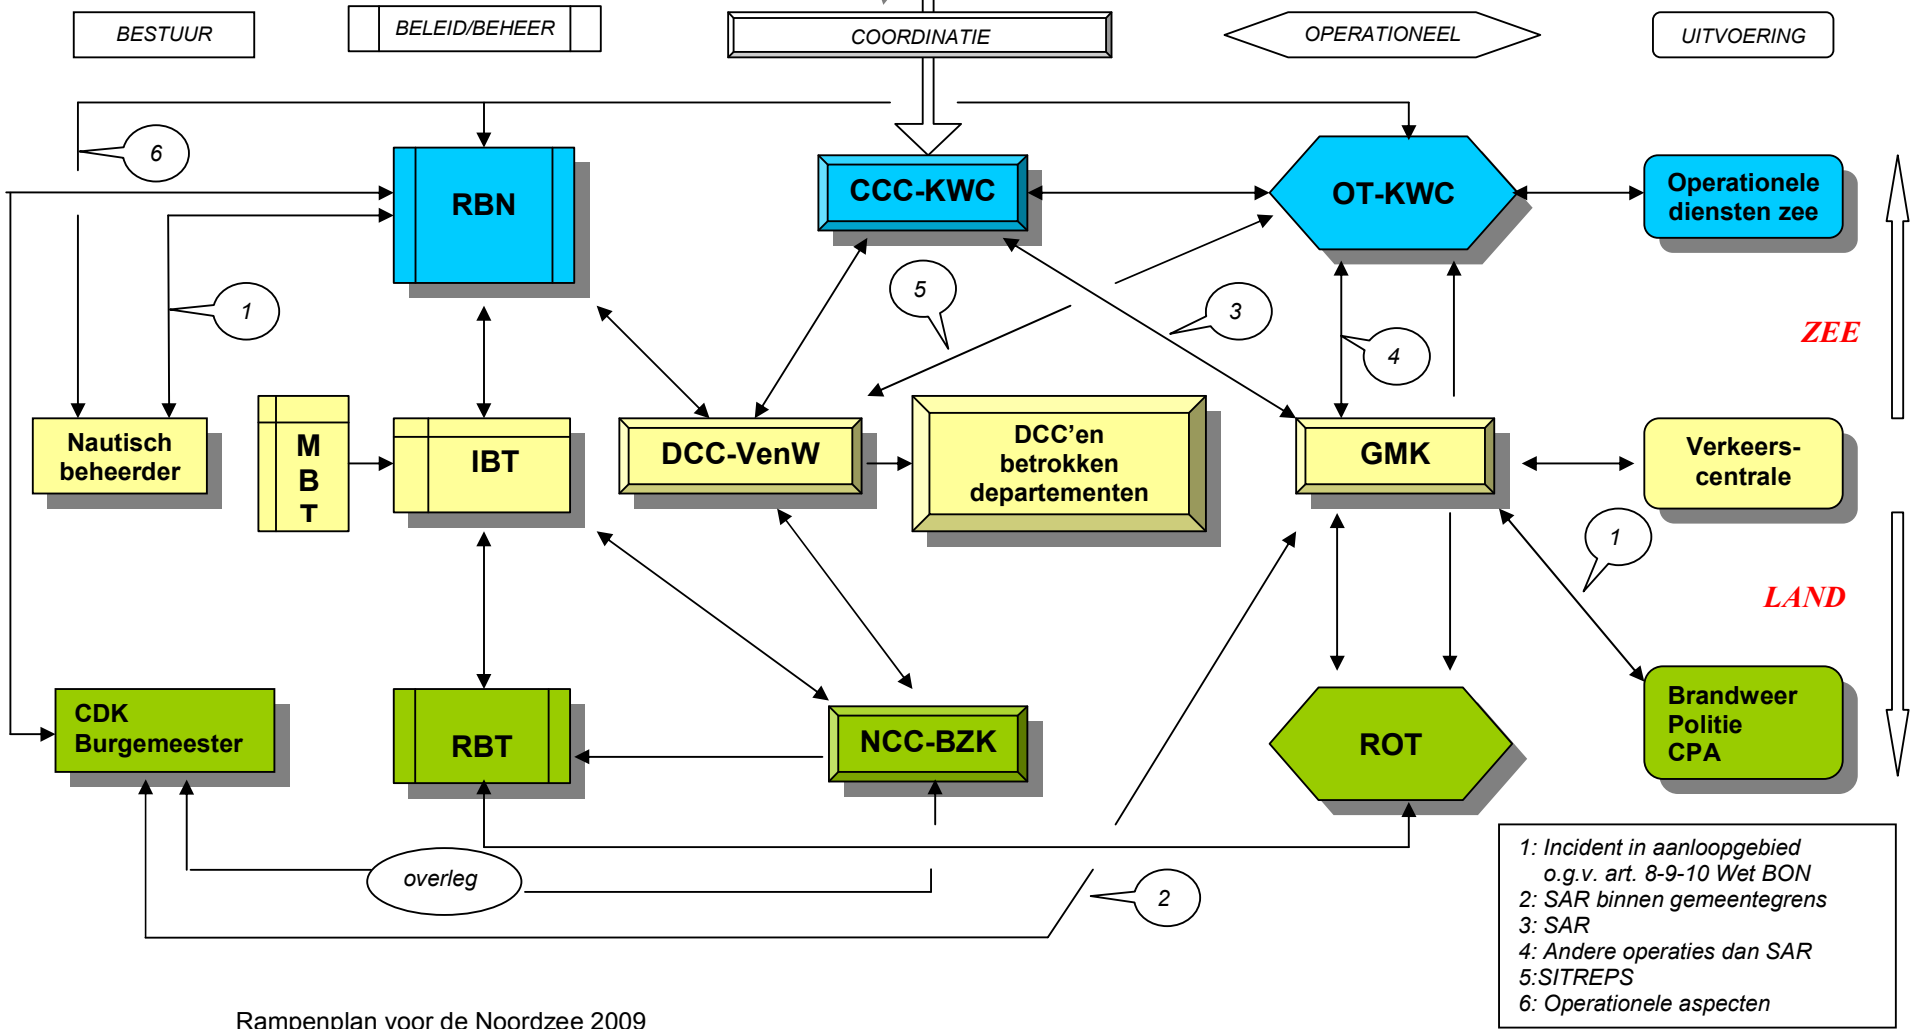 BESTUUR
BELEID/BEHEER
COORDINATIE
OPERATIONEEL
UITVOERING
6
RBN
CCC-KWC
OT-KWC
Operationele
diensten zee
1
5
3
4
ZEE
Nautisch
beheerder
M
B
T
IBT
DCC-VenW
DCC'en
betrokken
departementen
GMK
Verkeers-
centrale
1
LAND
CDK
Burgemeester
RBT
NCC-BZK
ROT
Brandweer
Politie
CPA
overleg
2
1: Incident in aanloopgebied
o.g.v. art. 8-9-10 Wet BON
2: SAR binnen gemeentegrens
3: SAR
4: Andere operaties dan SAR
5:SITREPS
6: Operationele aspecten
Rampenplan voor de Noordzee 2009